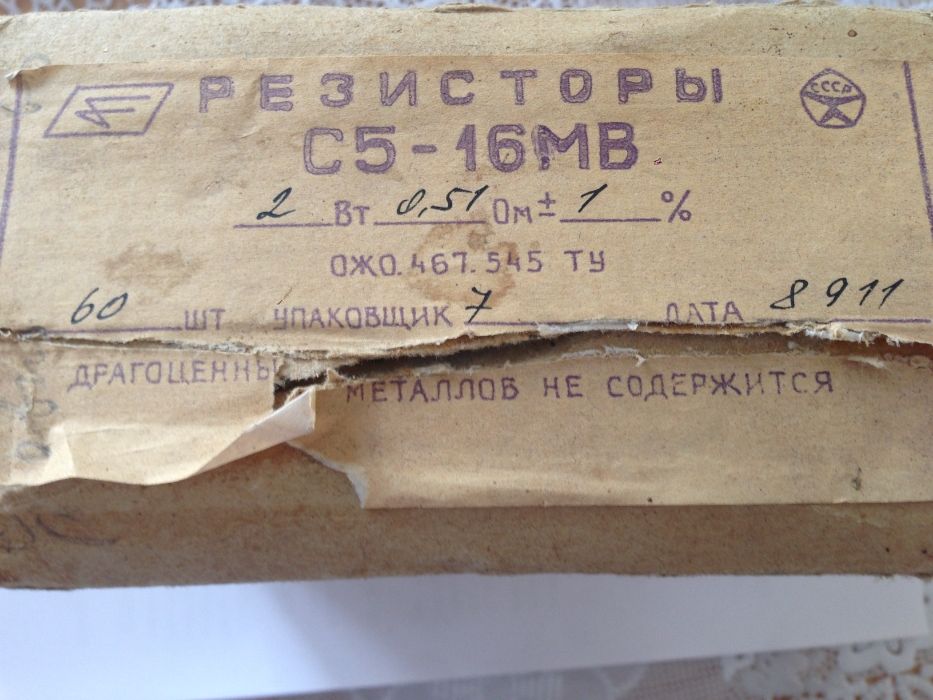 РЕЗИСТОРЫ
СССР
С5-16МВ
2 Вт 0,51 Ом ± 1 %
ОЖО.467.545 ТУ
60 ШТ УПАКОВЩИК 7 ДАТА 8911
МЕТАЛЛОВ НЕ СОДЕРЖИТСЯ